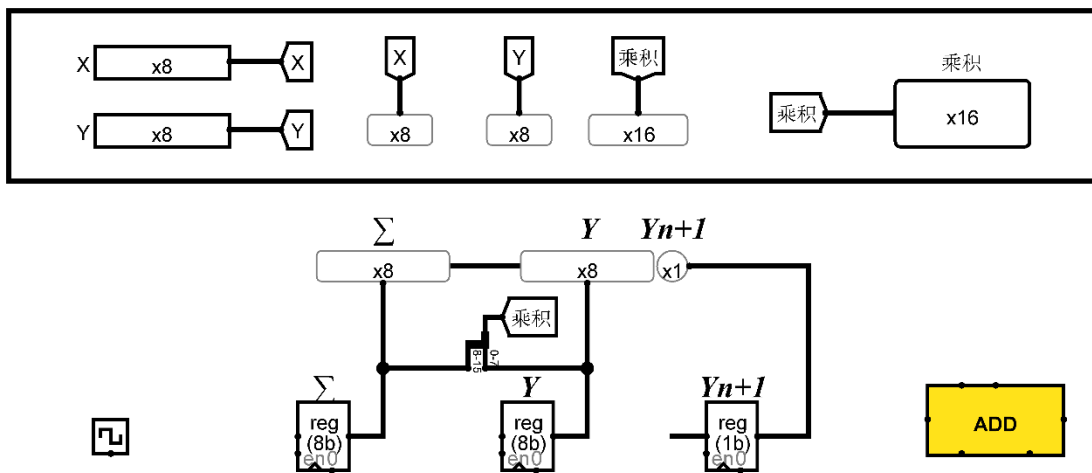 X x8 X X Y 乘积 乘积
Y x8 Y x8 x8 x16 乘积 x16
∑ Y Yn+1
x8 x8 x1
乘积
8-15 0-7
∑ Y Yn+1
reg (8b) en0 reg (8b) en0 reg (1b) en0 ADD